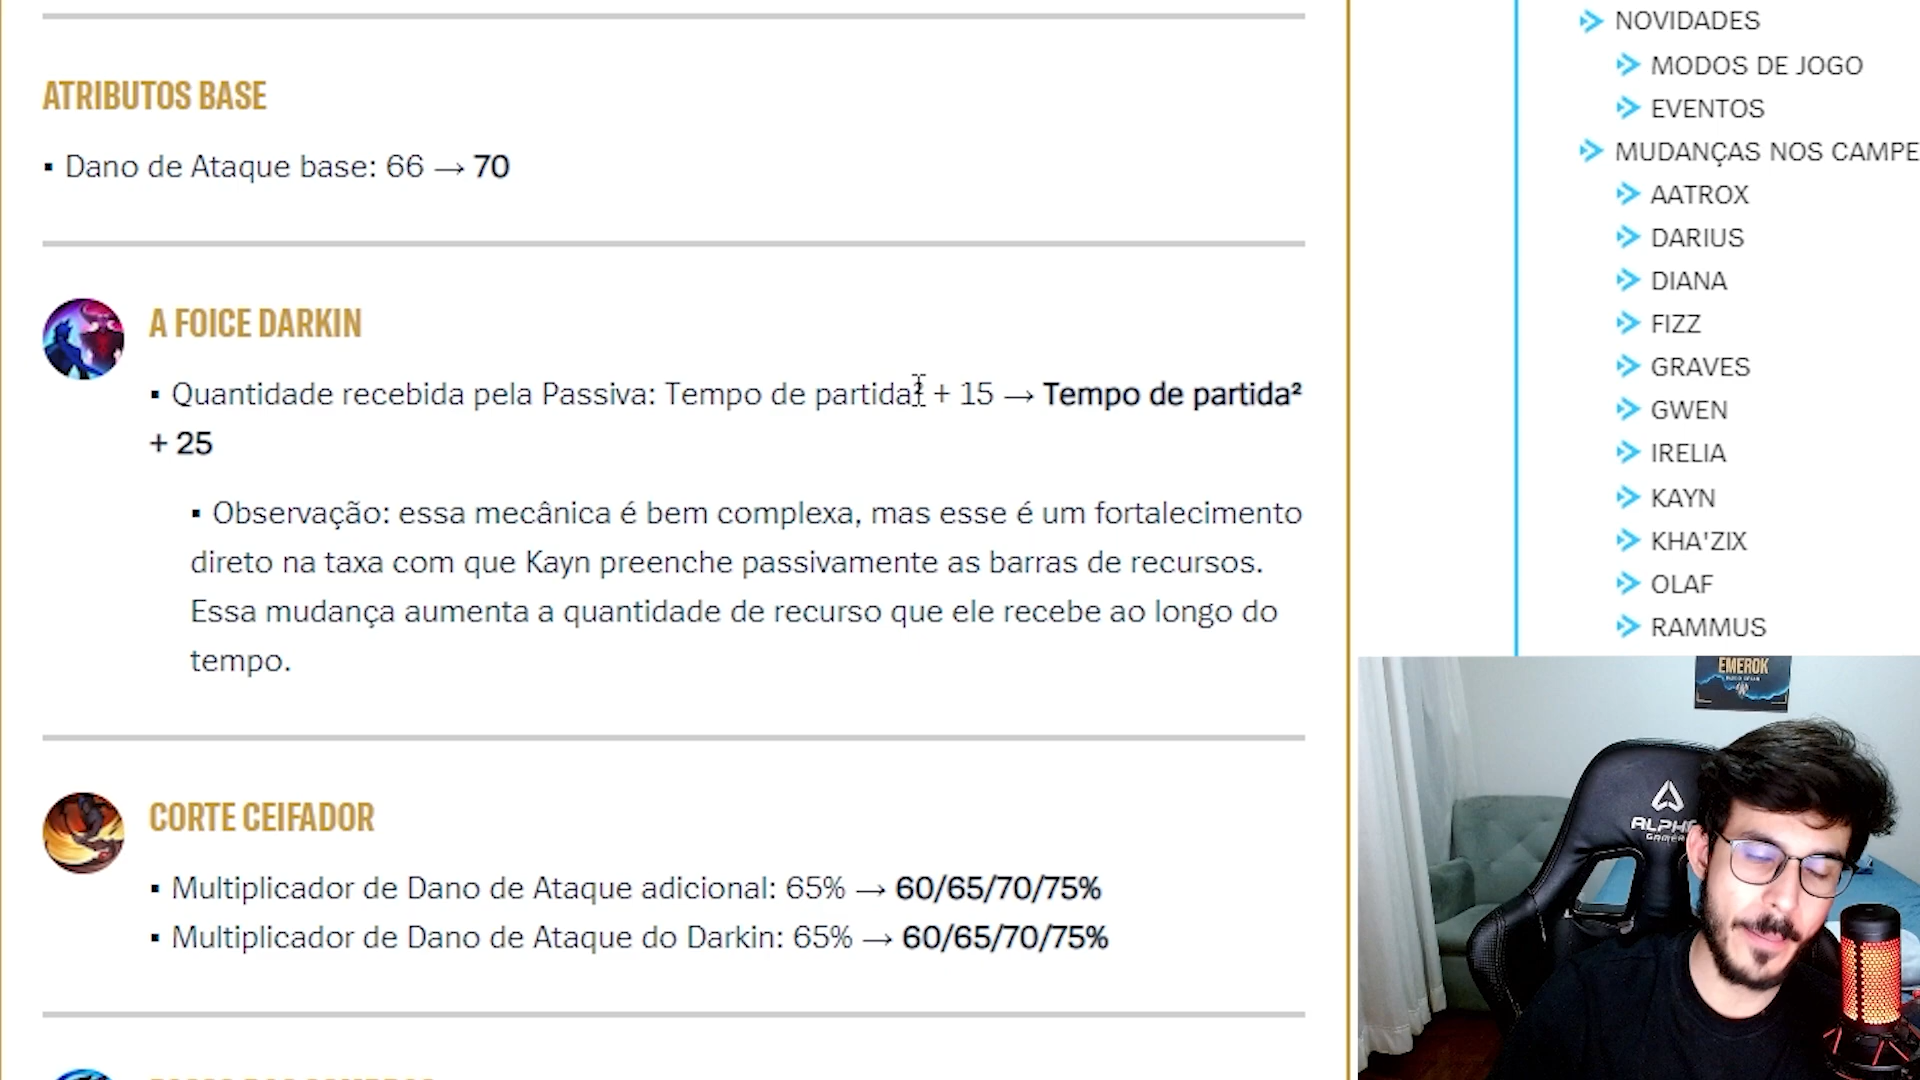 ATRIBUTOS BASE
▪ Dano de Ataque base: 66 → 70
A FOICE DARKIN
▪ Quantidade recebida pela Passiva: Tempo de partida² + 15 → Tempo de partida²
+ 25
▪ Observação: essa mecânica é bem complexa, mas esse é um fortalecimento
direto na taxa com que Kayn preenche passivamente as barras de recursos.
Essa mudança aumenta a quantidade de recurso que ele recebe ao longo do
tempo.
CORTE CEIFADOR
▪ Multiplicador de Dano de Ataque adicional: 65% → 60/65/70/75%
▪ Multiplicador de Dano de Ataque do Darkin: 65% → 60/65/70/75%
NOVIDADES
MODOS DE JOGO
EVENTOS
MUDANÇAS NOS CAMPE
AATROX
DARIUS
DIANA
FIZZ
GRAVES
GWEN
IRELIA
KAYN
KHA'ZIX
OLAF
RAMMUS
EMEROK
ALPHA
GAMER